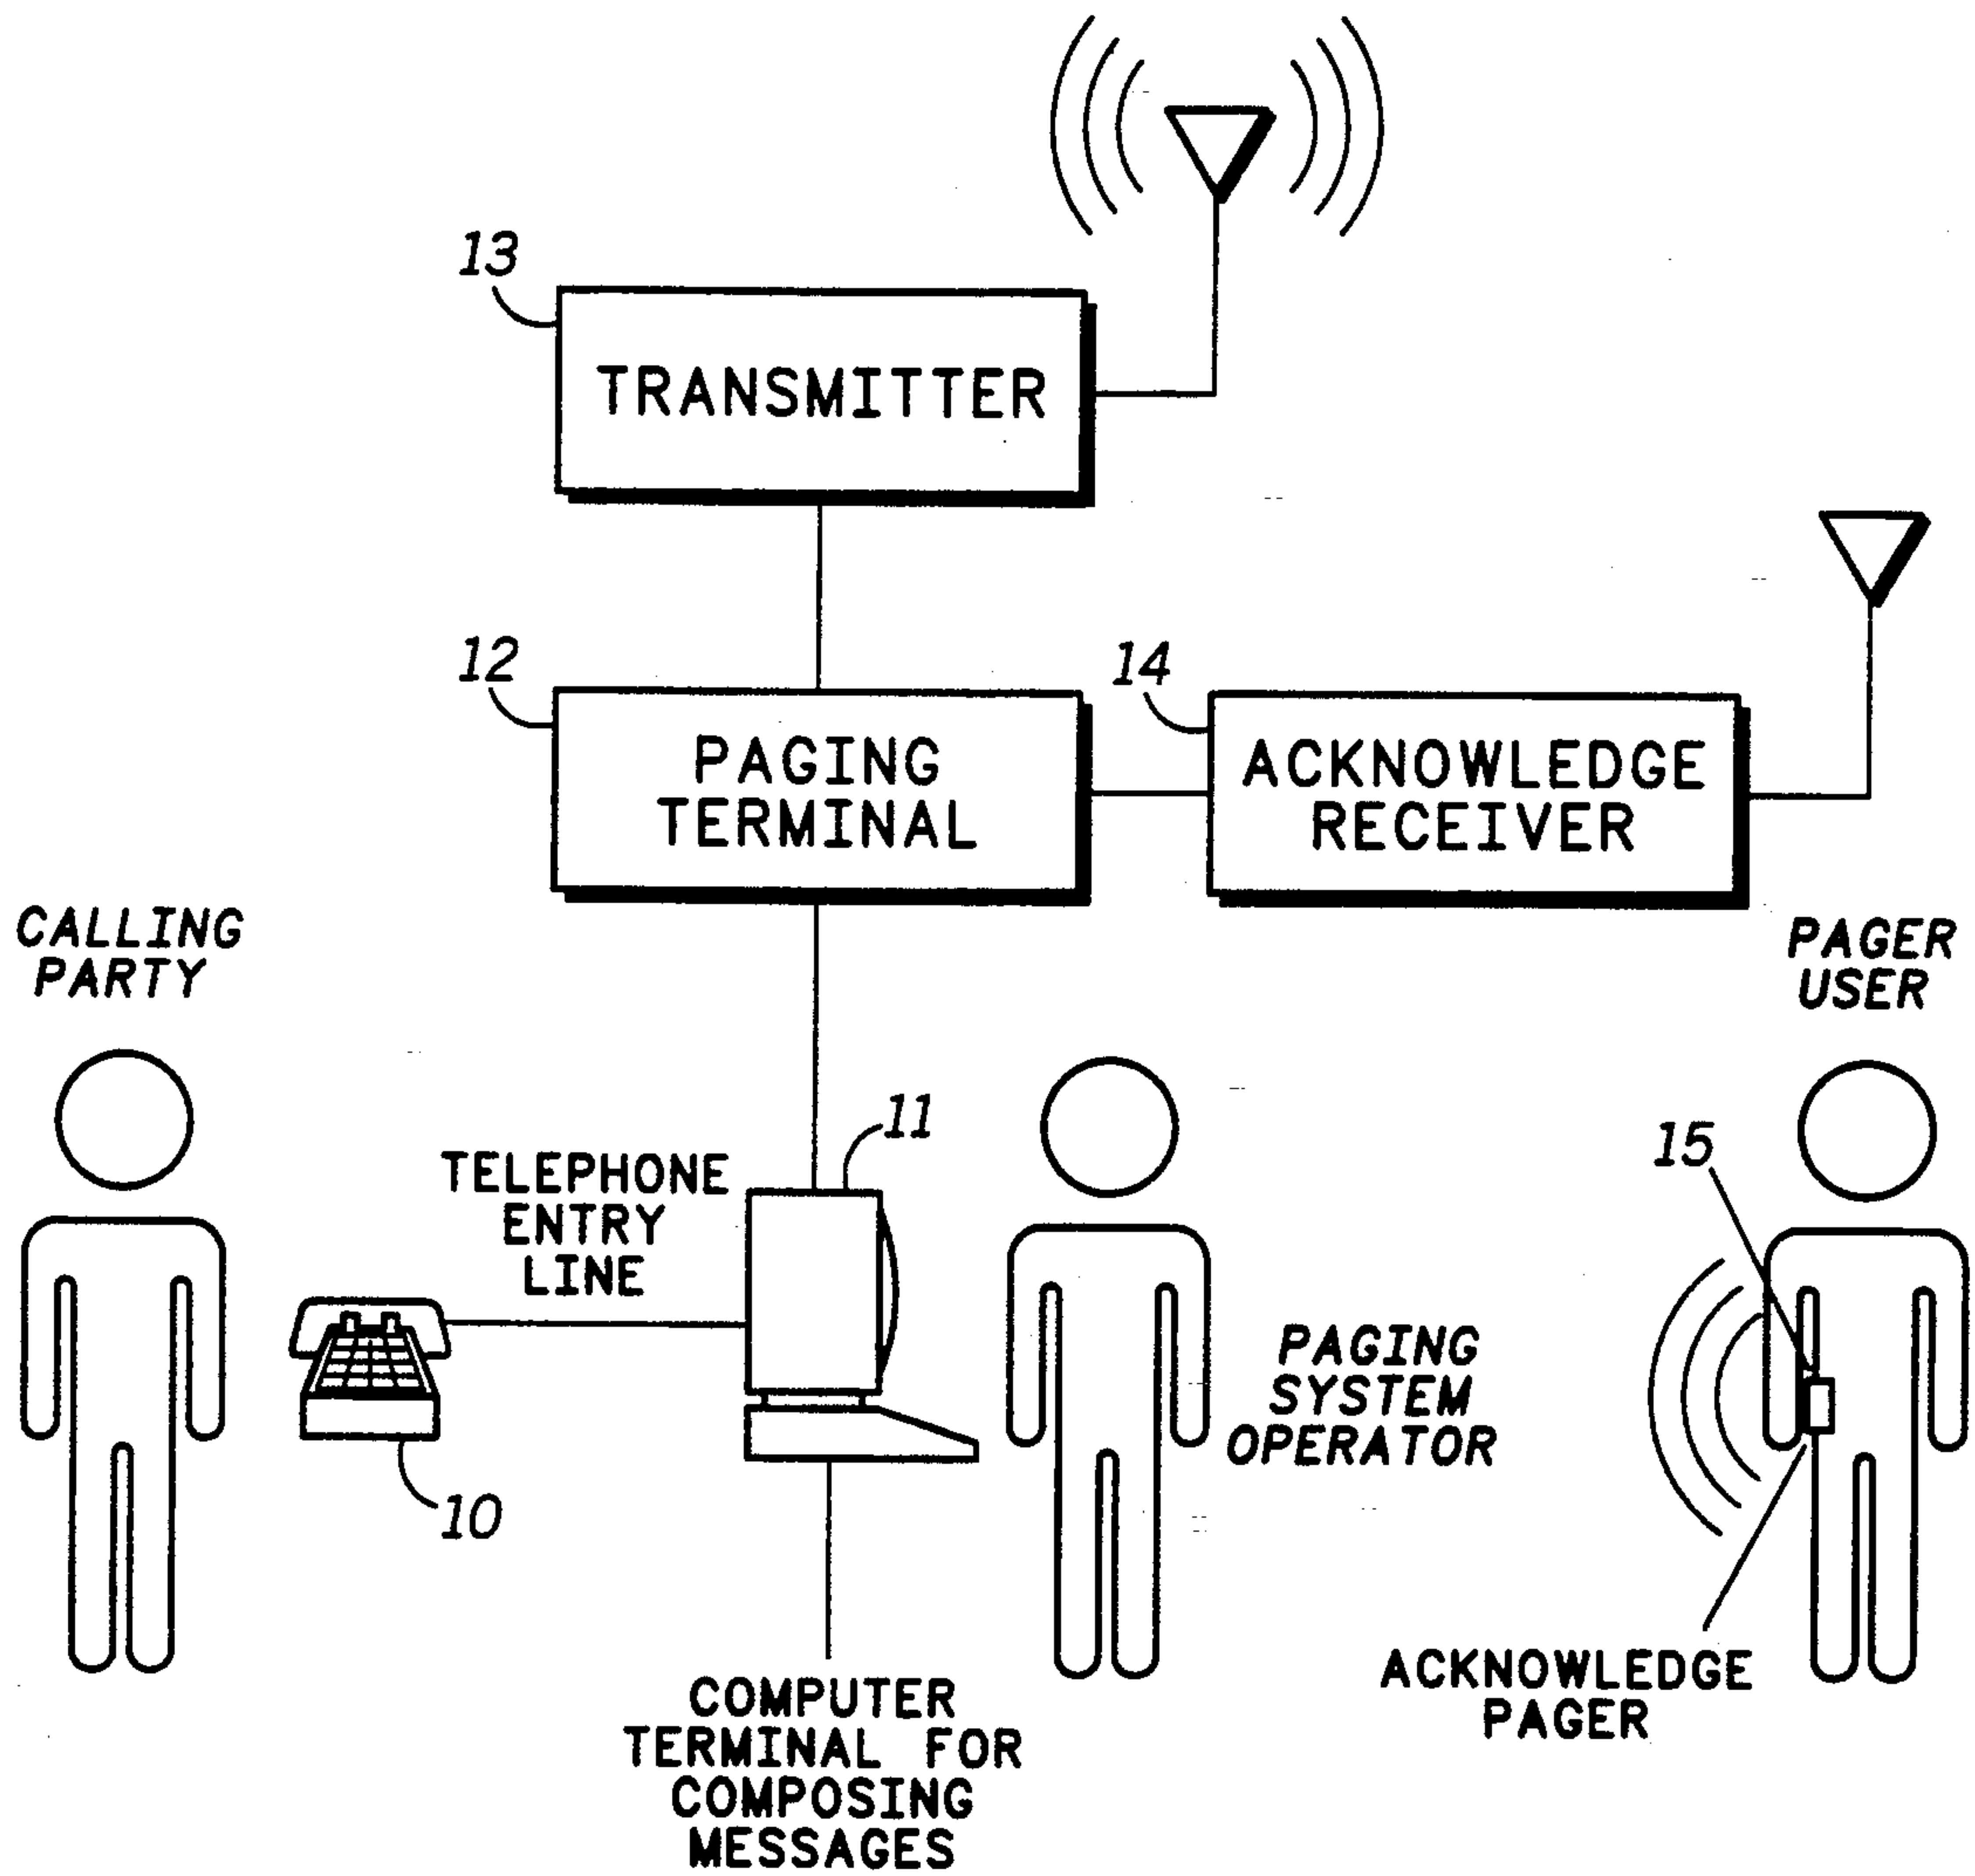 13
TRANSMITTER
12
PAGING
TERMINAL
14
ACKNOWLEDGE
RECEIVER
CALLING
PARTY
PAGER
USER
11
TELEPHONE
ENTRY
LINE
15
PAGING
SYSTEM
OPERATOR
10
ACKNOWLEDGE
PAGER
COMPUTER
TERMINAL FOR
COMPOSING
MESSAGES